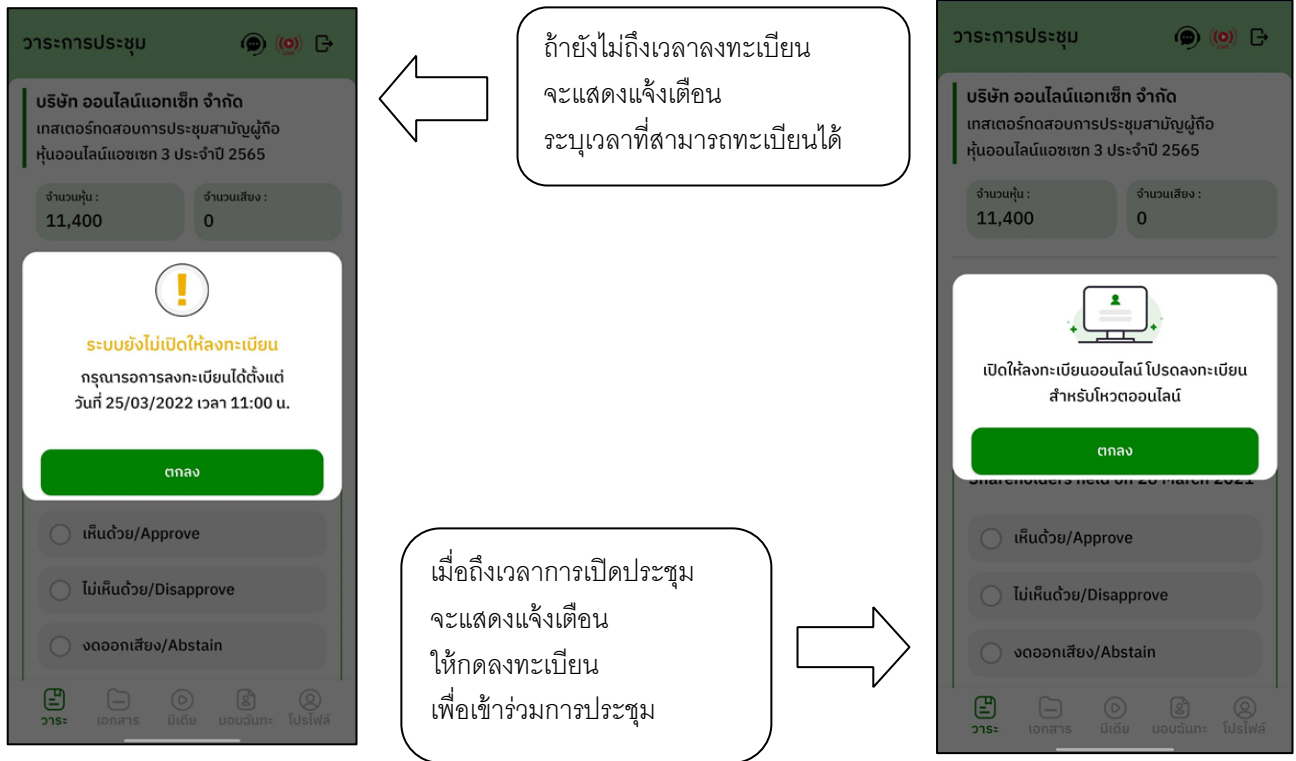 วาระการประชุม
LIVE
บริษัท ออนไลน์แอทเซ็ท จำกัด
เทสเตอร์ทดสอบการประชุมสามัญผู้ถือ
หุ้นออนไลน์แอซเซท 3 ประจำปี 2565
จำนวนหุ้น :
จำนวนเสียง :
11,400
0
ระบบยังไม่เปิดให้ลงทะเบียน
กรุณารอการลงทะเบียนได้ตั้งแต่
วันที่ 25/03/2022 เวลา 11:00 น.
ตกลง
เห็นด้วย/Approve
ไม่เห็นด้วย/Disapprove
งดออกเสียง/Abstain
วาระ เอกสาร มีเดีย มอบฉันทะ โปรไฟล์
ถ้ายังไม่ถึงเวลาลงทะเบียน
จะแสดงแจ้งเตือน
ระบุเวลาที่สามารถทะเบียนได้
เมื่อถึงเวลาการเปิดประชุม
จะแสดงแจ้งเตือน
ให้กดลงทะเบียน
เพื่อเข้าร่วมการประชุม
วาระการประชุม
LIVE
บริษัท ออนไลน์แอทเซ็ท จำกัด
เทสเตอร์ทดสอบการประชุมสามัญผู้ถือ
หุ้นออนไลน์แอซเซท 3 ประจำปี 2565
จำนวนหุ้น :
จำนวนเสียง :
11,400
0
เปิดให้ลงทะเบียนออนไลน์ โปรดลงทะเบียน
สำหรับโหวตออนไลน์
ตกลง
Shareholders held on 26 March 2021
เห็นด้วย/Approve
ไม่เห็นด้วย/Disapprove
งดออกเสียง/Abstain
วาระ เอกสาร มีเดีย มอบฉันทะ โปรไฟล์